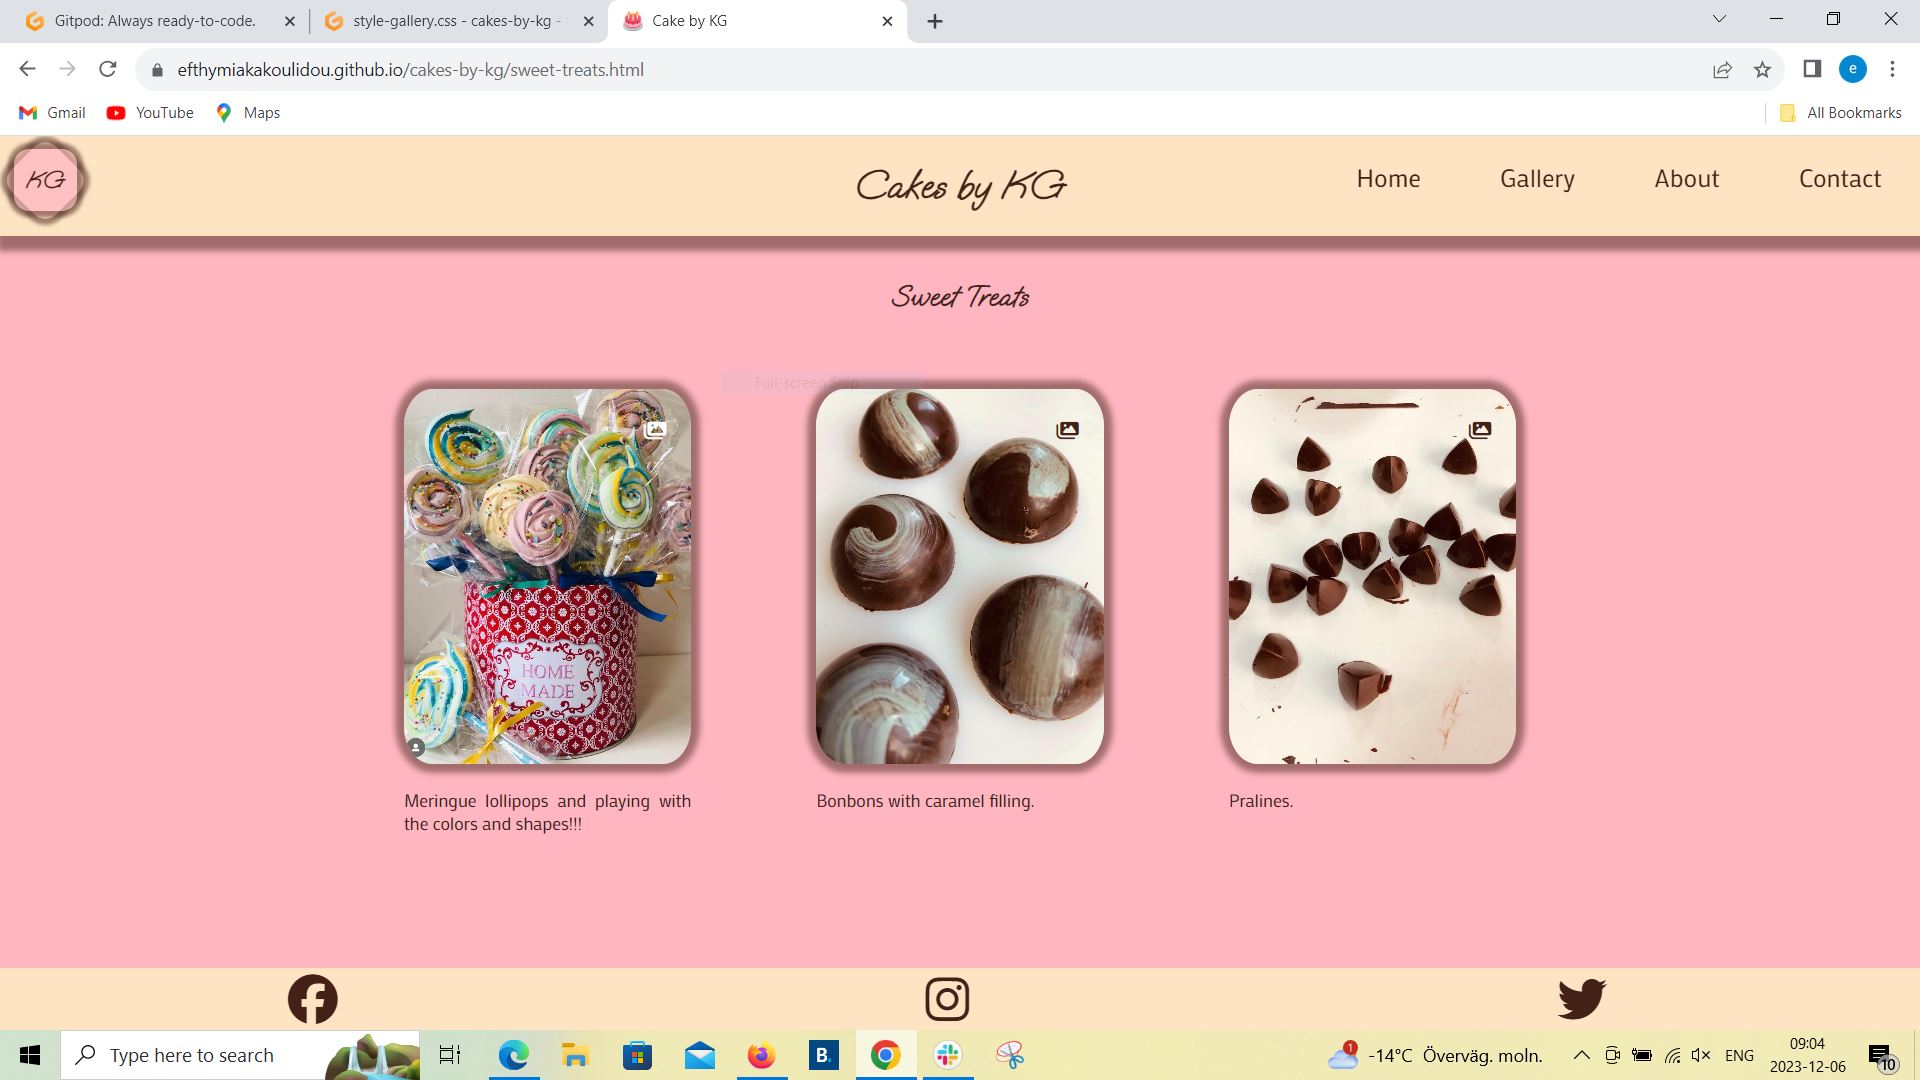 Gitpod: Always ready-to-code.
style-gallery.css - cakes-by-kg -
Cake by KG
efthymiakakoulidou.github.io/cakes-by-kg/sweet-treats.html
e
Gmail
YouTube
Maps
All Bookmarks
KG
Cakes by KG
Home
Gallery
About
Contact
Sweet Treats
Full-screen Snip
HOME
MADE
Meringue lollipops and playing with
the colors and shapes!!!
Bonbons with caramel filling.
Pralines.
Type here to search
B.
1
-14°C Överväg. moln.
ENG
09:04
2023-12-06
10